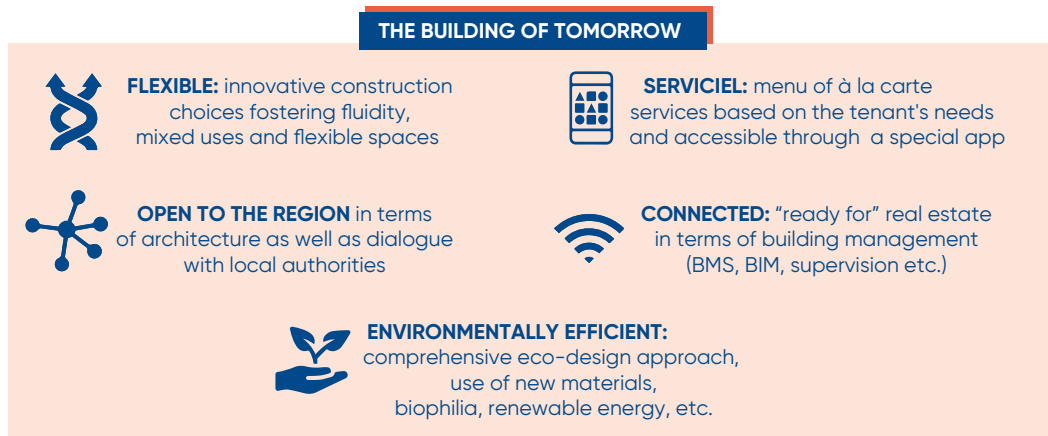 THE BUILDING OF TOMORROW
FLEXIBLE: innovative construction
choices fostering fluidity,
mixed uses and flexible spaces
SERVICIEL: menu of à la carte
services based on the tenant's needs
and accessible through a special app
OPEN TO THE REGION in terms
of architecture as well as dialogue
with local authorities
CONNECTED: “ready for” real estate
in terms of building management
(BMS, BIM, supervision etc.)
ENVIRONMENTALLY EFFICIENT:
comprehensive eco-design approach,
use of new materials,
biophilia, renewable energy, etc.